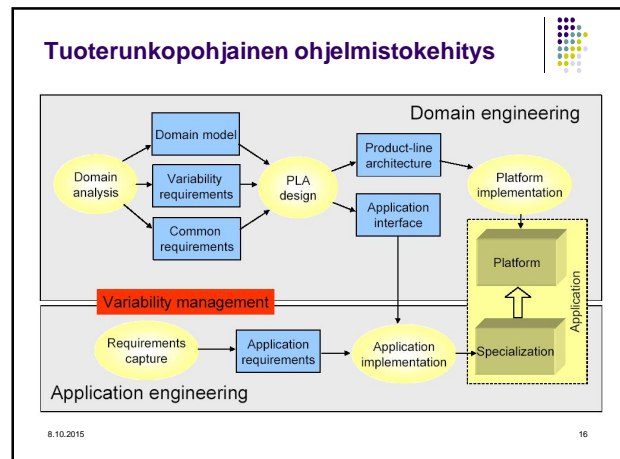 Tuoterunkopohjainen ohjelmistokehitys
Domain engineering
Domain model
Product-line
architecture
Domain
analysis
Variability
requirements
PLA
design
Platform
implementation
Application
interface
Common
requirements
Platform
Application
Variability management
Requirements
capture
Application
requirements
Application
implementation
Specialization
Application engineering
8.10.2015
16